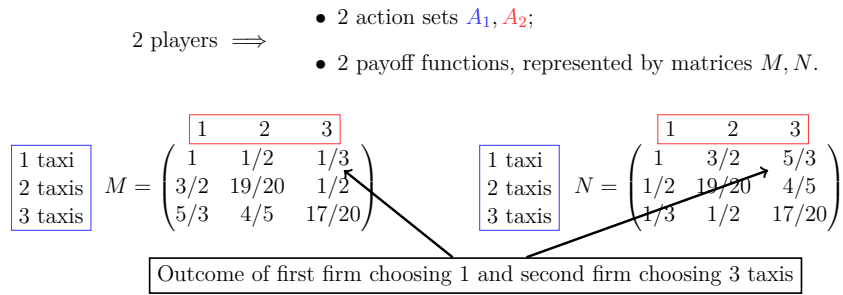 2 players ⟹
• 2 action sets A₁, A₂;
• 2 payoff functions, represented by matrices M, N.
1 2 3
1 taxi 1 1/2 1/3
2 taxis M = 3/2 19/20 1/2
3 taxis 5/3 4/5 17/20
1 2 3
1 taxi 1 3/2 5/3
2 taxis N = 1/2 19/20 4/5
3 taxis 1/3 1/2 17/20
Outcome of first firm choosing 1 and second firm choosing 3 taxis